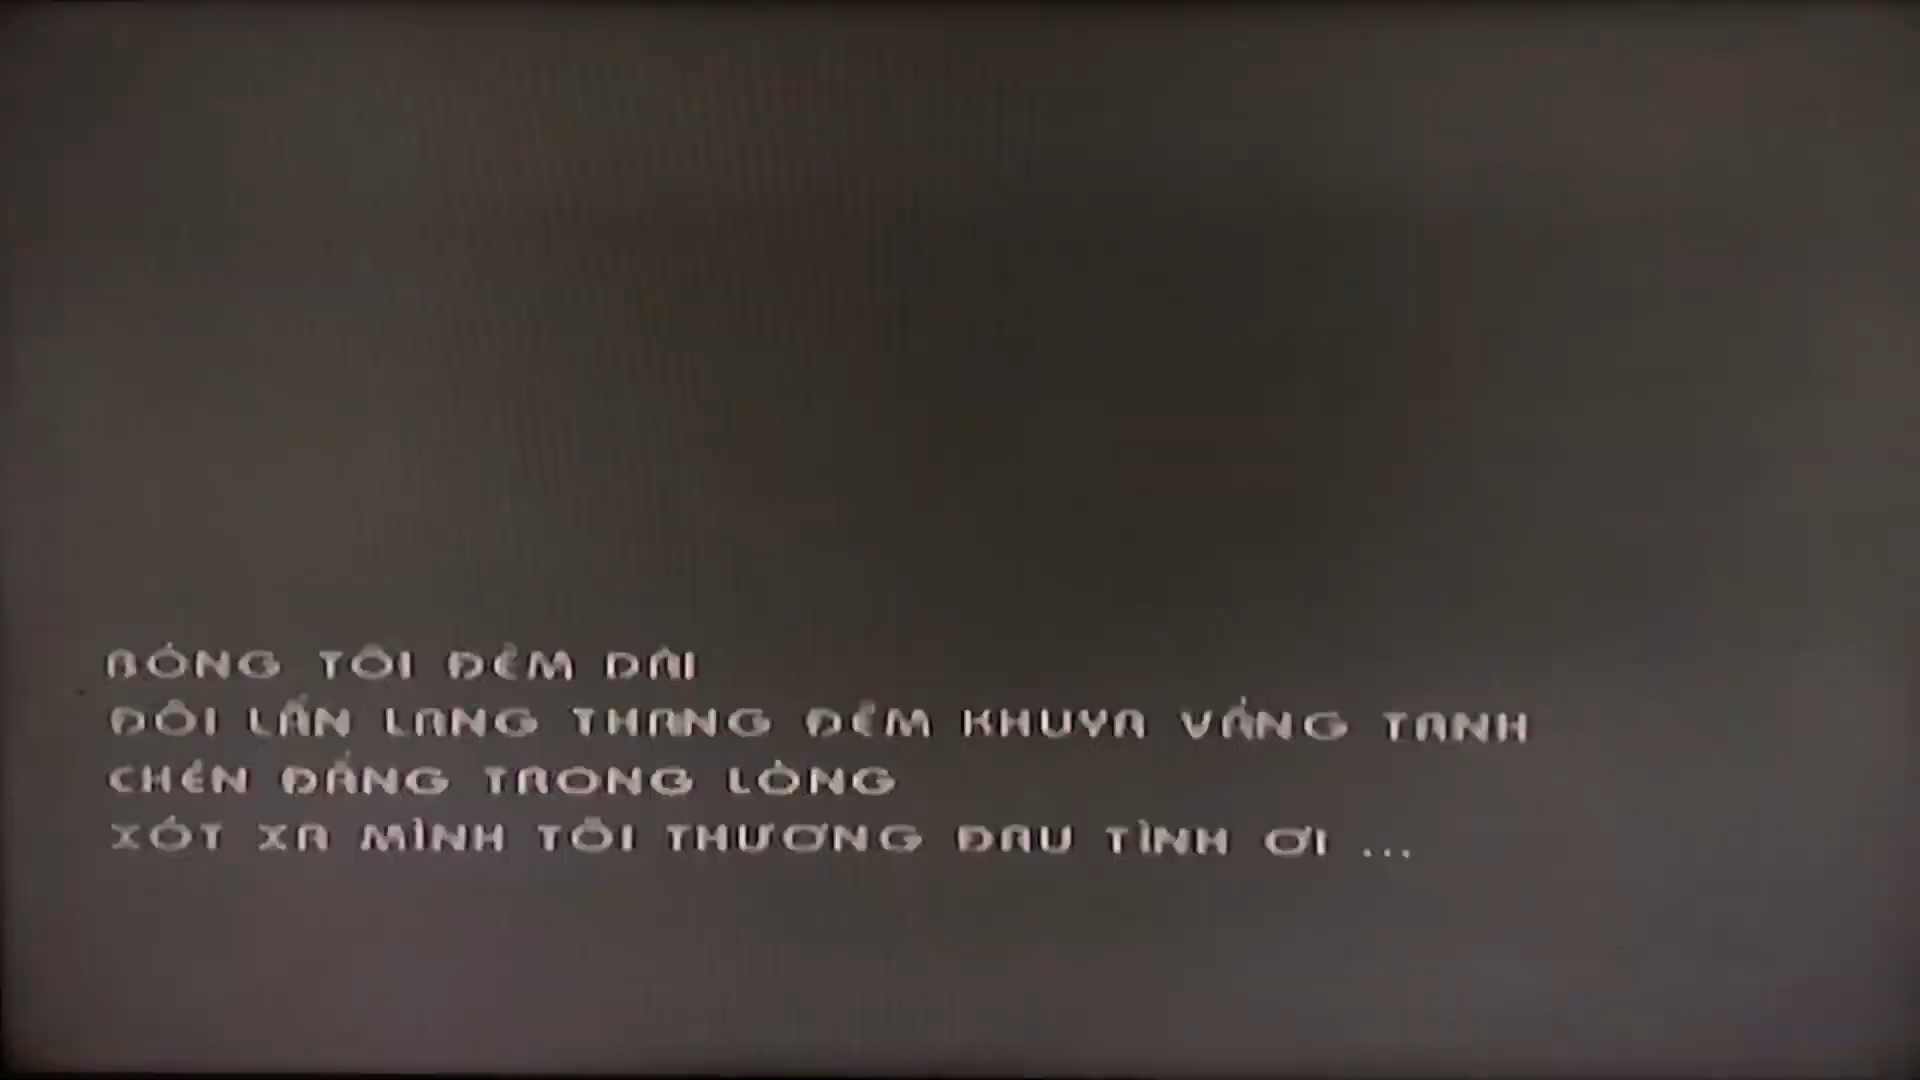 BÓNG TÔI ĐÊM DÀI
ĐÔI LẦN LANG THANG ĐÊM KHUYA VẮNG TANH
CHÉN ĐẮNG TRONG LÒNG
XÓT XA MÌNH TÔI THƯƠNG ĐAU TÌNH ƠI ...